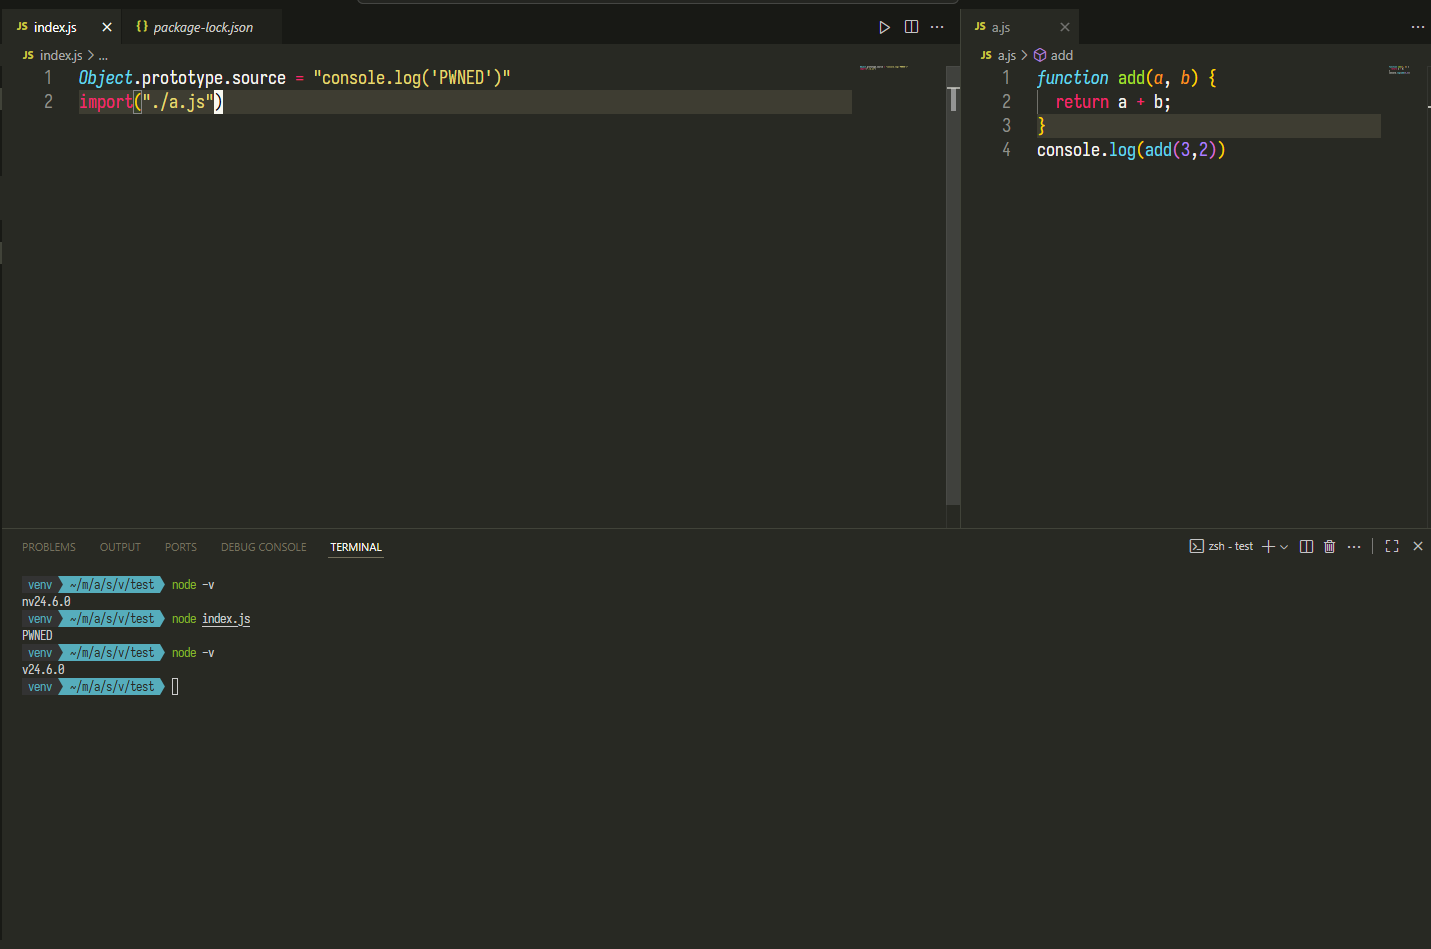 JS index.js
{} package-lock.json
JS index.js > ...
1 Object.prototype.source = "console.log('PWNED')"
2 import("./a.js")
JS a.js
JS a.js > add
1 function add(a, b) {
2   return a + b;
3 }
4 console.log(add(3,2))
PROBLEMS OUTPUT PORTS DEBUG CONSOLE TERMINAL
zsh - test
venv ~/m/a/s/v/test node -v
nv24.6.0
venv ~/m/a/s/v/test node index.js
PWNED
venv ~/m/a/s/v/test node -v
v24.6.0
venv ~/m/a/s/v/test